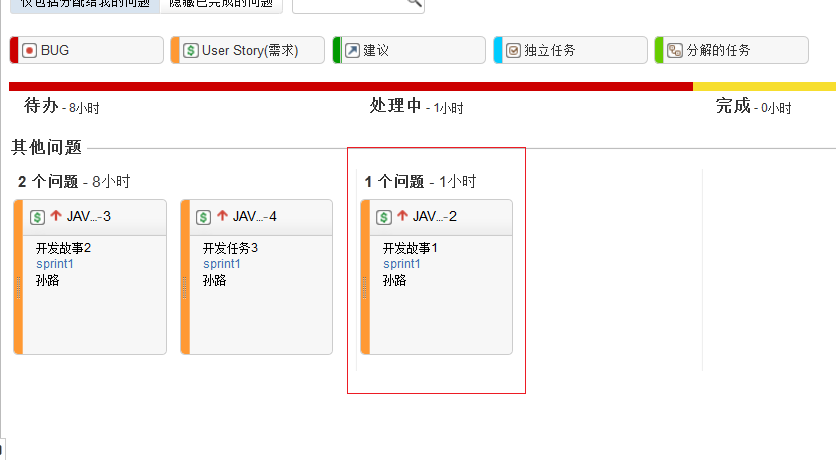 仅包括分配给我的问题 隐藏已完成的问题
BUG User Story(需求) 建议 独立任务 分解的任务
待办 - 8小时 处理中 - 1小时 完成 - 0小时
其他问题
2 个问题 - 8小时 1 个问题 - 1小时
JAV...-3 JAV...-4 JAV...-2
开发故事2 开发任务3 开发故事1
sprint1 sprint1 sprint1
孙路 孙路 孙路